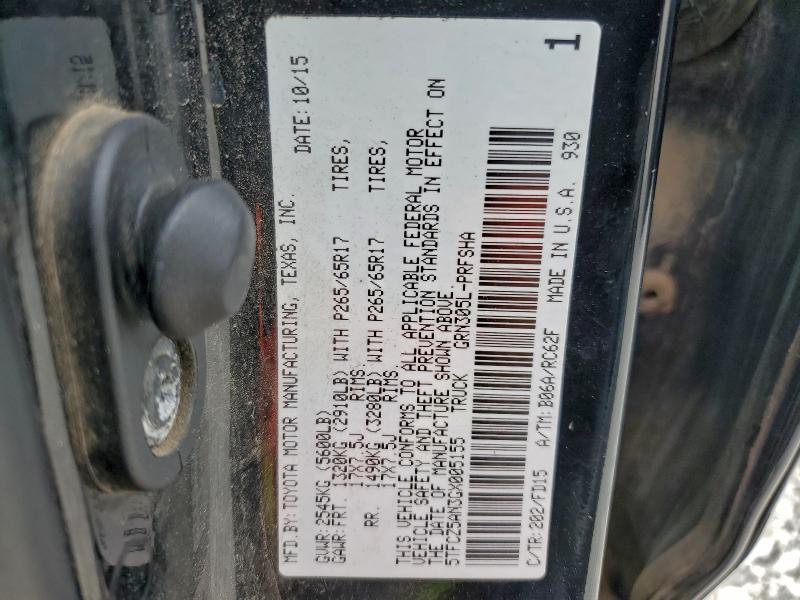 MFD.BY:TOYOTA MOTOR MANUFACTURING, TEXAS, INC. DATE:10/15
GVWR:2545KG (5600LB)
GAWR:FRT. 1320KG (2910LB) WITH P265/65R17 TIRES,
17X7.5J RIMS.
RR. 1490KG (3280LB) WITH P265/65R17 TIRES,
17X7.5J RIMS.
THIS VEHICLE CONFORMS TO ALL APPLICABLE FEDERAL MOTOR
VEHICLE SAFETY AND THEFT PREVENTION STANDARDS IN EFFECT ON
THE DATE OF MANUFACTURE SHOWN ABOVE.
5TFCZ5AN3GX005155 TRUCK GRN305L-PRFSHA
C/TR:202/FD15 A/TM:B06A/RC62F MADE IN U.S.A. 930
1